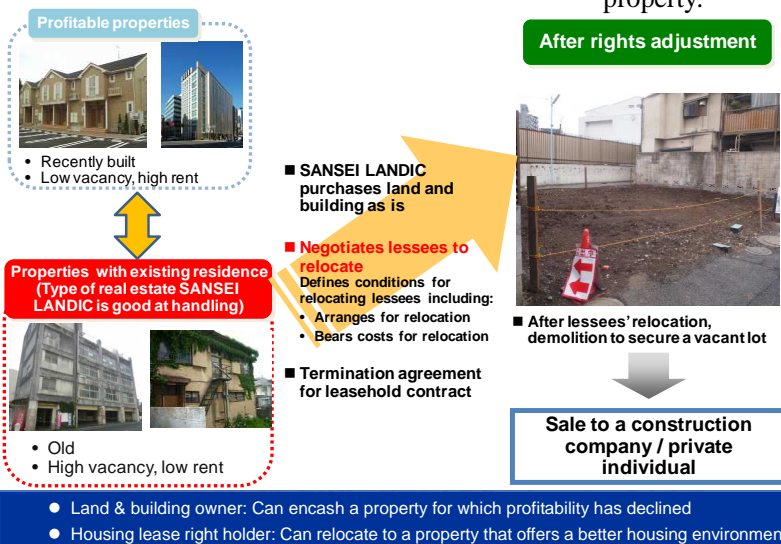 property.
Profitable properties
• Recently built
• Low vacancy, high rent
Properties with existing residence
(Type of real estate SANSEI
LANDIC is good at handling)
• Old
• High vacancy, low rent
■ SANSEI LANDIC
purchases land and
building as is
■ Negotiates lessees to
relocate
Defines conditions for
relocating lessees including:
• Arranges for relocation
• Bears costs for relocation
■ Termination agreement
for leasehold contract
After rights adjustment
■ After lessees' relocation,
demolition to secure a vacant lot
Sale to a construction
company / private
individual
● Land & building owner: Can encash a property for which profitability has declined
● Housing lease right holder: Can relocate to a property that offers a better housing environmen